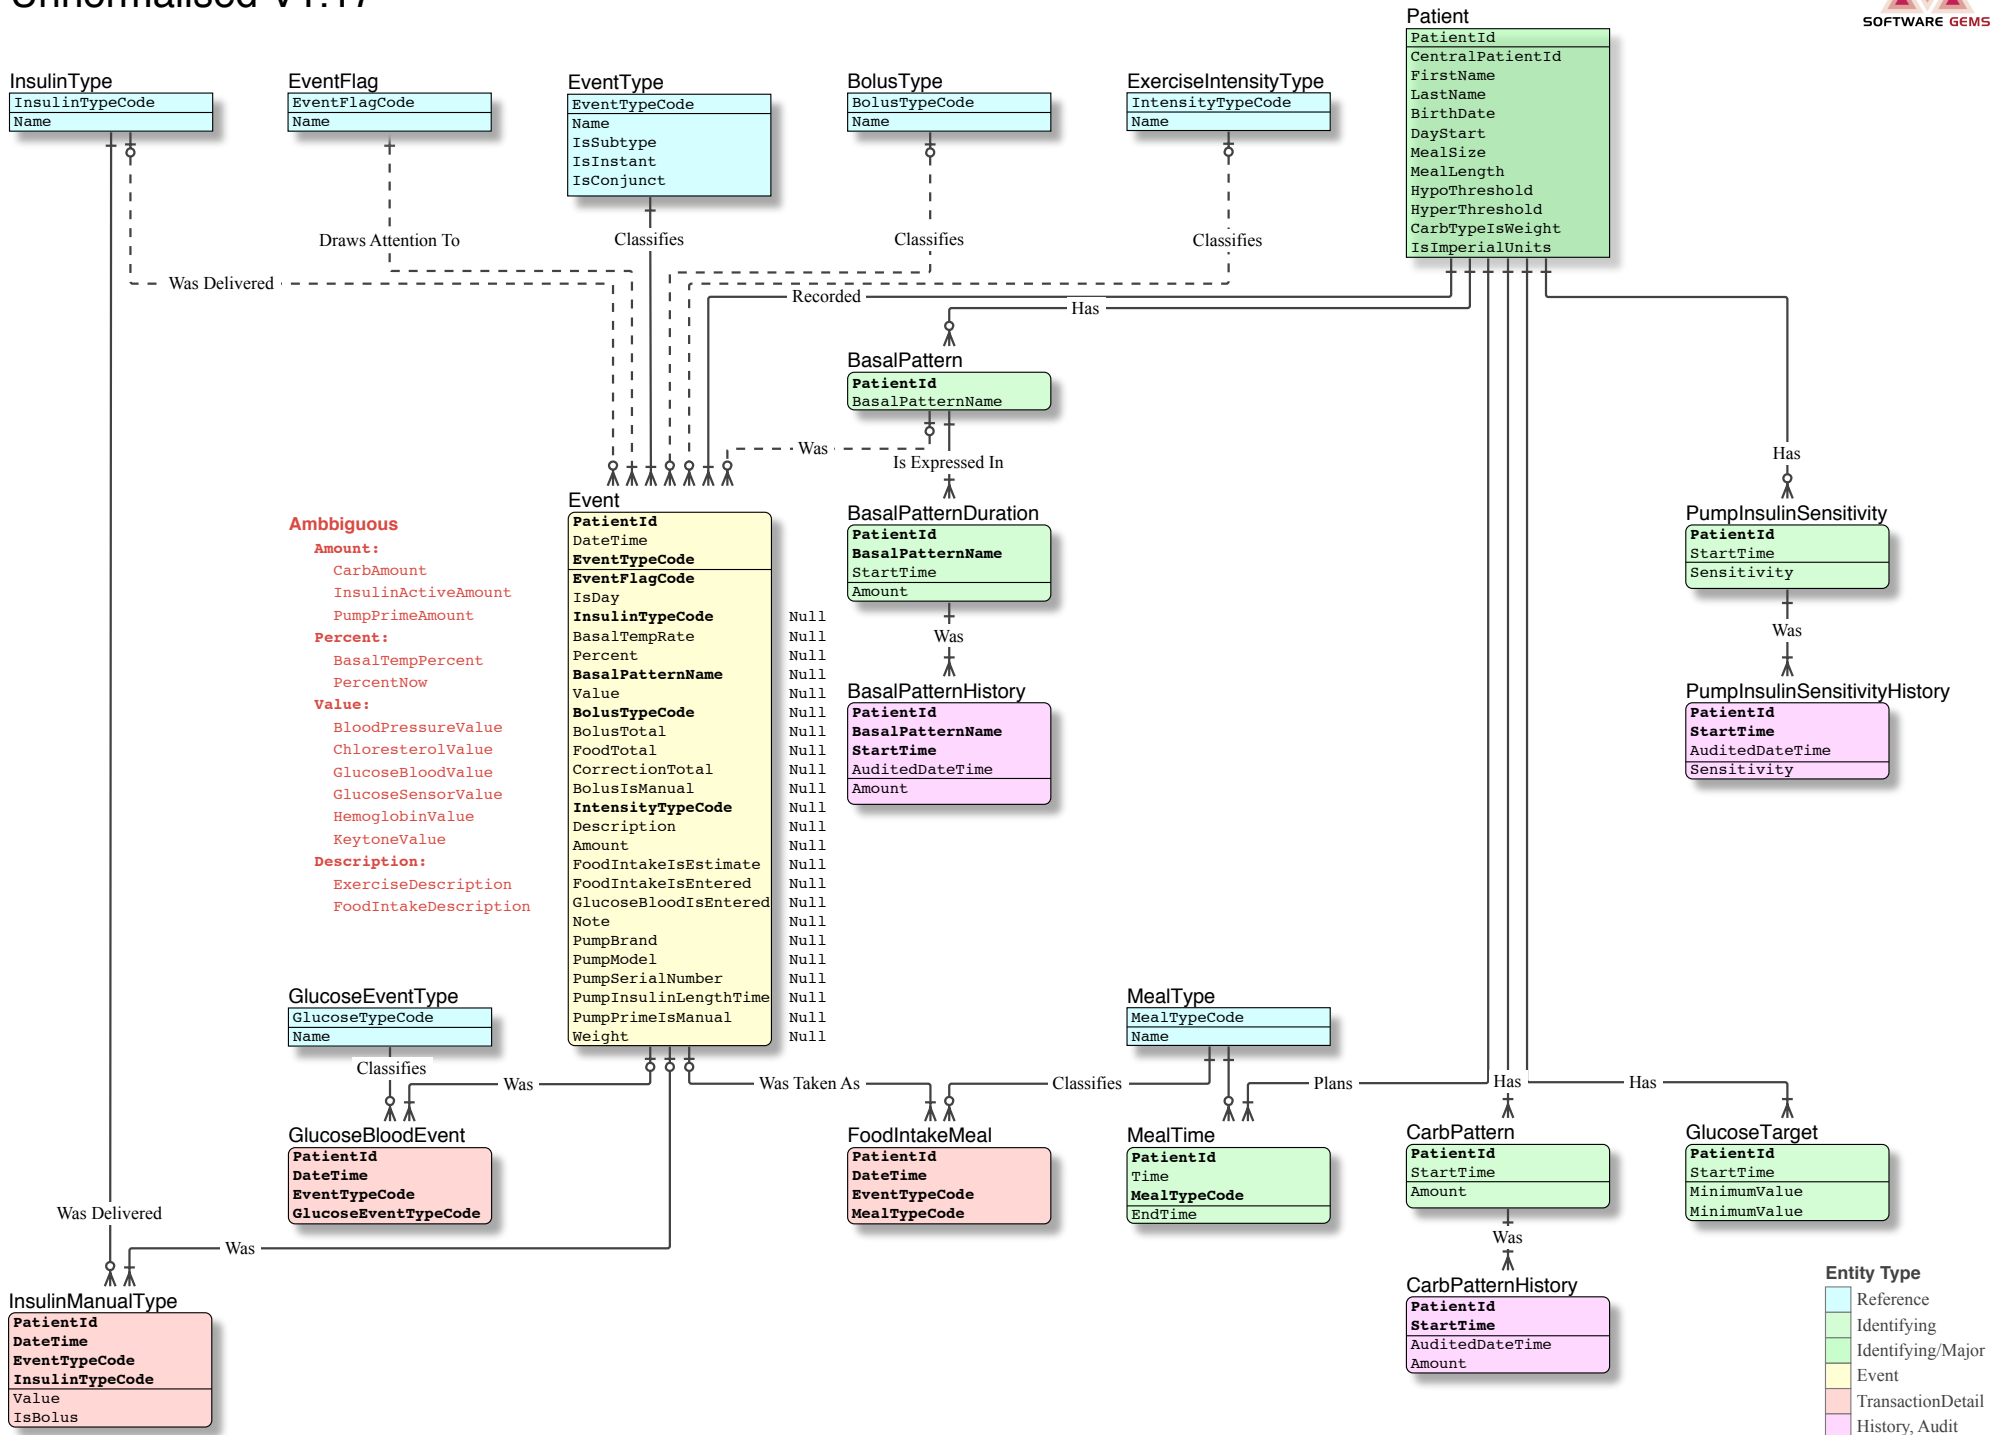 Unnormalised V1.17
SOFTWARE GEMS
Patient
PatientId
CentralPatientId
FirstName
LastName
BirthDate
DayStart
MealSize
MealLength
HypoThreshold
HyperThreshold
CarbTypeIsWeight
IsImperialUnits
InsulinType
InsulinTypeCode
Name
EventFlag
EventFlagCode
Name
EventType
EventTypeCode
Name
IsSubtype
IsInstant
IsConjunct
BolusType
BolusTypeCode
Name
ExerciseIntensityType
IntensityTypeCode
Name
Draws Attention To
Classifies
Classifies
Classifies
Was Delivered
Recorded
Has
BasalPattern
PatientId
BasalPatternName
Was
Is Expressed In
Has
Event
PatientId
DateTime
EventTypeCode
EventFlagCode
IsDay
InsulinTypeCode Null
BasalTempRate Null
Percent Null
BasalPatternName Null
Value Null
BolusTypeCode Null
BolusTotal Null
FoodTotal Null
CorrectionTotal Null
BolusIsManual Null
IntensityTypeCode Null
Description Null
Amount Null
FoodIntakeIsEstimate Null
FoodIntakeIsEntered Null
GlucoseBloodIsEntered Null
Note Null
PumpBrand Null
PumpModel Null
PumpSerialNumber Null
PumpInsulinLengthTime Null
PumpPrimeIsManual Null
Weight Null
Ambbiguous
Amount:
CarbAmount
InsulinActiveAmount
PumpPrimeAmount
Percent:
BasalTempPercent
PercentNow
Value:
BloodPressureValue
ChloresterolValue
GlucoseBloodValue
GlucoseSensorValue
HemoglobinValue
KeytoneValue
Description:
ExerciseDescription
FoodIntakeDescription
BasalPatternDuration
PatientId
BasalPatternName
StartTime
Amount
Was
BasalPatternHistory
PatientId
BasalPatternName
StartTime
AuditedDateTime
Amount
PumpInsulinSensitivity
PatientId
StartTime
Sensitivity
Was
PumpInsulinSensitivityHistory
PatientId
StartTime
AuditedDateTime
Sensitivity
GlucoseEventType
GlucoseTypeCode
Name
Classifies
Was
Was Taken As
MealType
MealTypeCode
Name
Classifies
Plans
Has
Has
GlucoseBloodEvent
PatientId
DateTime
EventTypeCode
GlucoseEventTypeCode
FoodIntakeMeal
PatientId
DateTime
EventTypeCode
MealTypeCode
MealTime
PatientId
Time
MealTypeCode
EndTime
CarbPattern
PatientId
StartTime
Amount
GlucoseTarget
PatientId
StartTime
MinimumValue
MinimumValue
Was Delivered
Was
Was
InsulinManualType
PatientId
DateTime
EventTypeCode
InsulinTypeCode
Value
IsBolus
CarbPatternHistory
PatientId
StartTime
AuditedDateTime
Amount
Entity Type
Reference
Identifying
Identifying/Major
Event
TransactionDetail
History, Audit